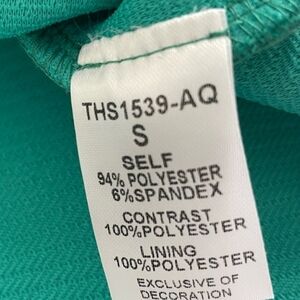 THS1539-AQ
S
SELF
94% POLYESTER
6%SPANDEX
CONTRAST
100%POLYESTER
LINING
100%POLYESTER
EXCLUSIVE OF
DECORATION